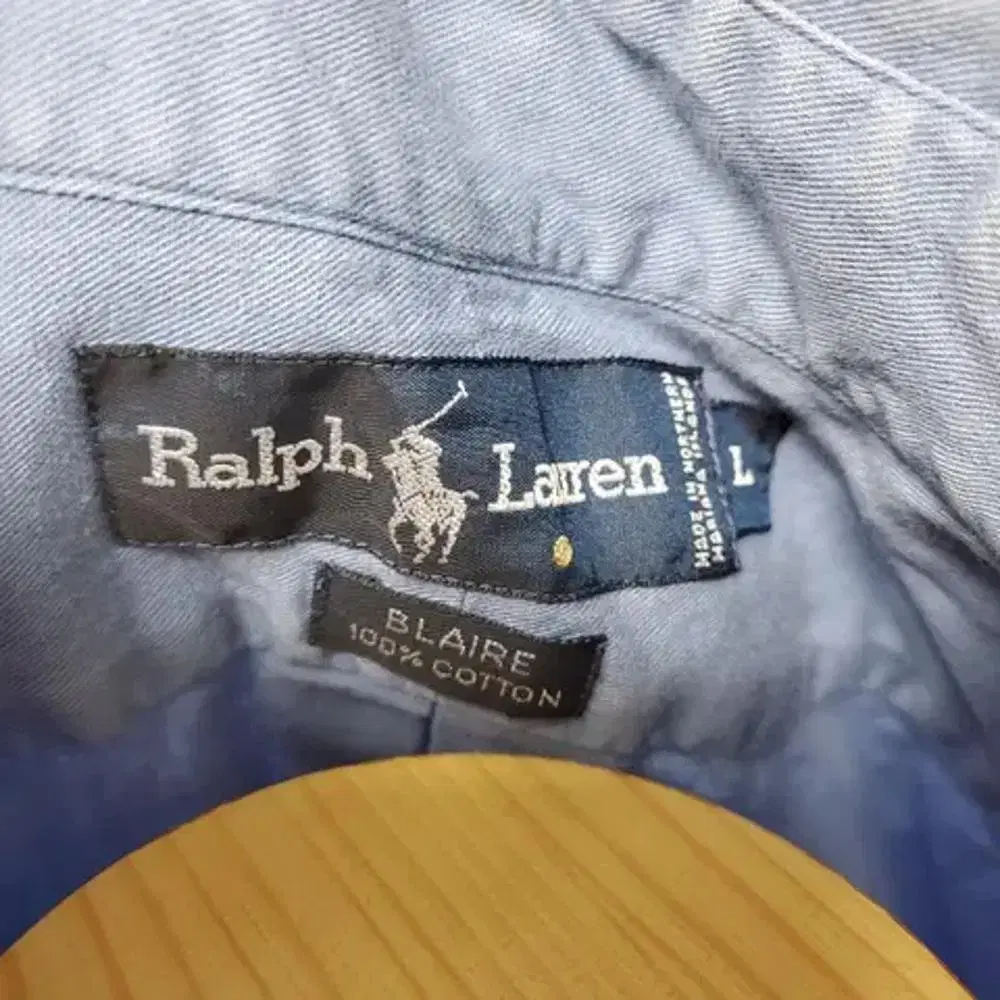 Ralph Lauren
MADE IN NORTHERN
MARIANA ISLANDS
L
BLAIRE
100% COTTON